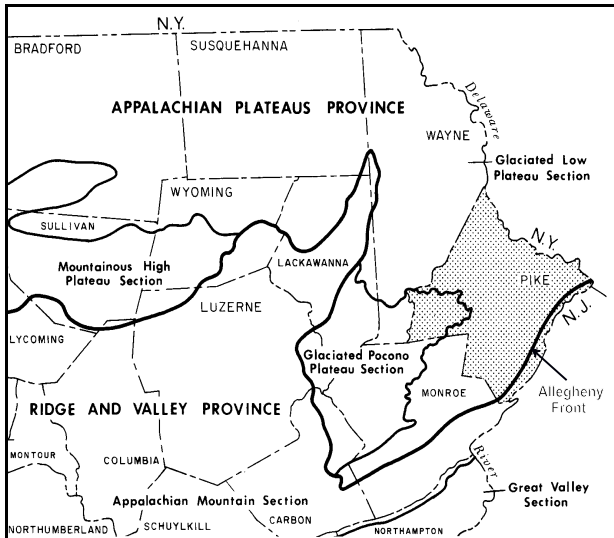 N.Y.
BRADFORD
SUSQUEHANNA
APPALACHIAN PLATEAUS PROVINCE
Delaware
WAYNE
Glaciated Low
Plateau Section
WYOMING
SULLIVAN
N.Y.
LACKAWANNA
Mountainous High
Plateau Section
PIKE
N.J.
LUZERNE
LYCOMING
Glaciated Pocono
Plateau Section
MONROE
Allegheny
Front
RIDGE AND VALLEY PROVINCE
MONTOUR
COLUMBIA
River
Great Valley
Section
Appalachian Mountain Section
NORTHUMBERLAND
SCHUYLKILL
CARBON
NORTHAMPTON